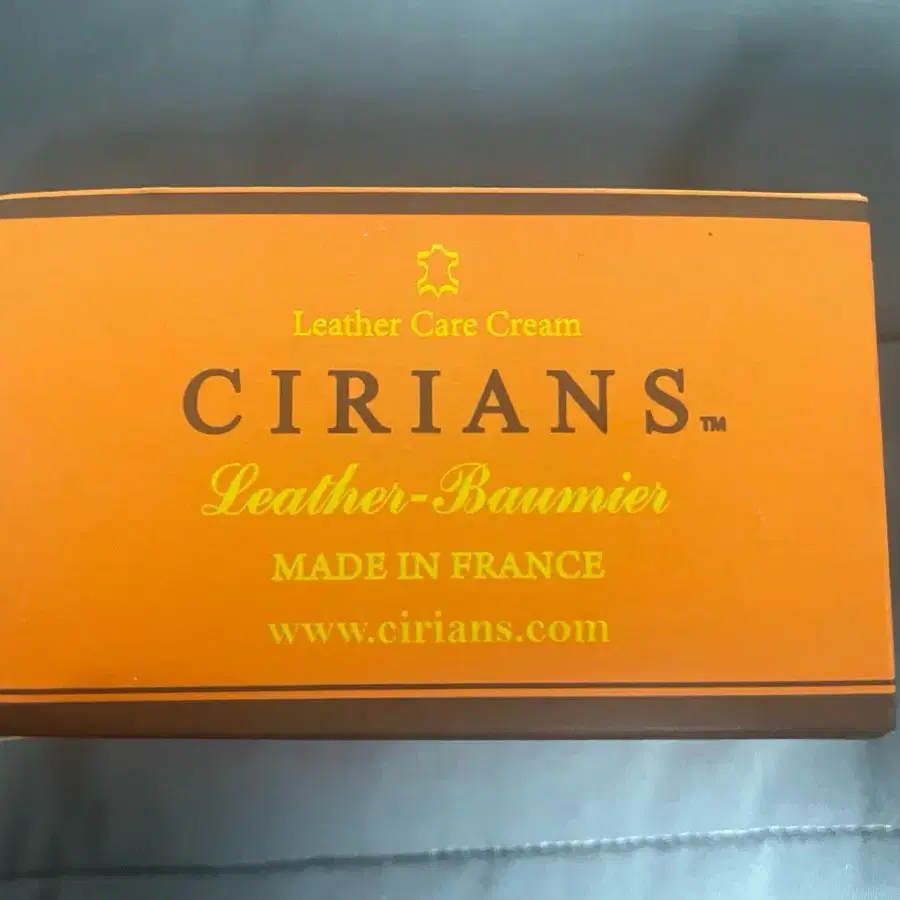 Leather Care Cream
CIRIANS™
Leather-Baumier
MADE IN FRANCE
www.cirians.com